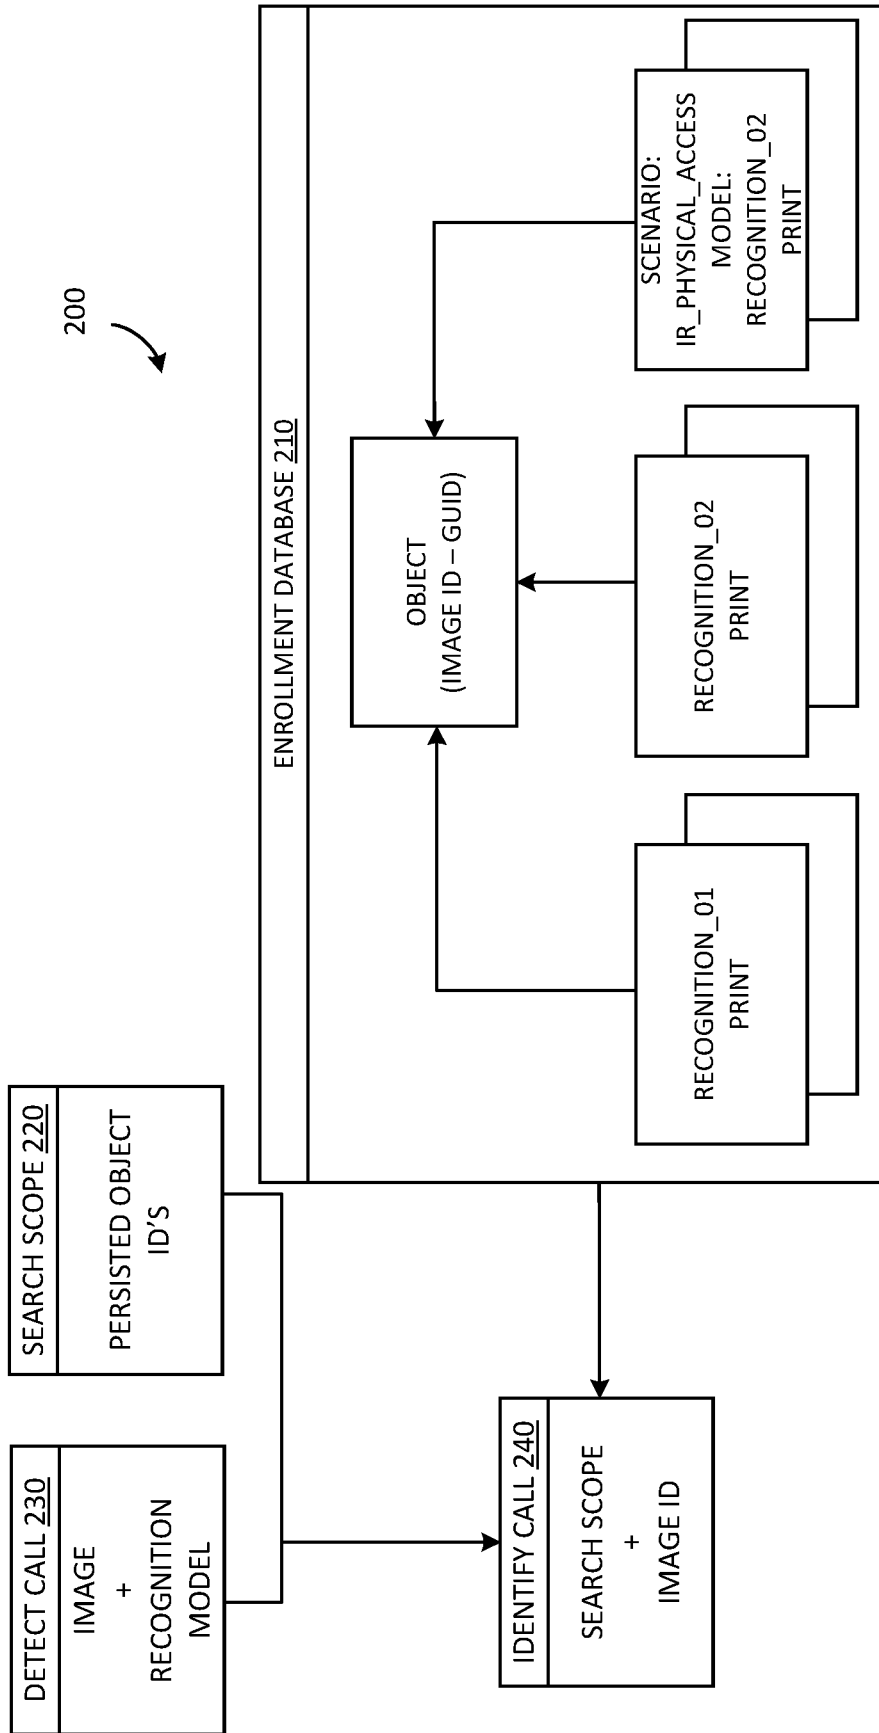 200
DETECT CALL 230
IMAGE
+
RECOGNITION
MODEL
SEARCH SCOPE 220
PERSISTED OBJECT
ID'S
IDENTIFY CALL 240
SEARCH SCOPE
+
IMAGE ID
ENROLLMENT DATABASE 210
OBJECT
(IMAGE ID – GUID)
RECOGNITION_01
PRINT
RECOGNITION_02
PRINT
SCENARIO:
IR_PHYSICAL_ACCESS
MODEL:
RECOGNITION_02
PRINT